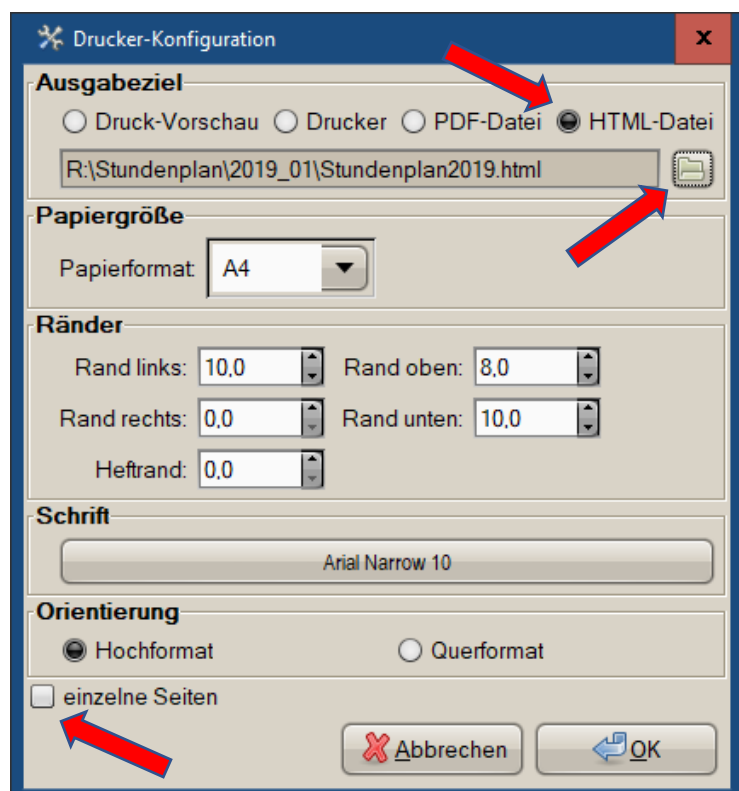 Drucker-Konfiguration x
Ausgabeziel
Druck-Vorschau Drucker PDF-Datei HTML-Datei
R:\Stundenplan\2019_01\Stundenplan2019.html
Papiergröße
Papierformat: A4
Ränder
Rand links: 10,0 Rand oben: 8,0
Rand rechts: 0,0 Rand unten: 10,0
Heftrand: 0,0
Schrift
Arial Narrow 10
Orientierung
Hochformat Querformat
einzelne Seiten
Abbrechen OK